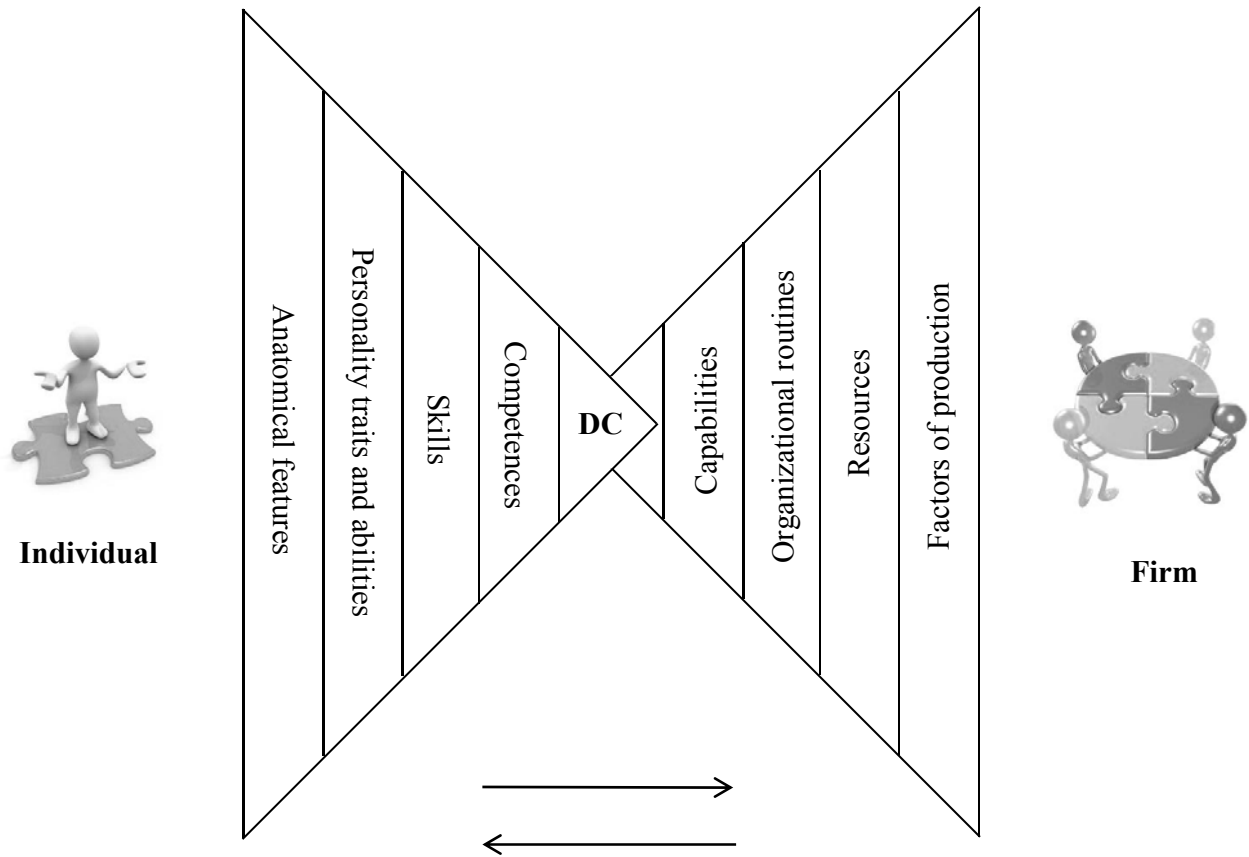 Individual
Anatomical features
Personality traits and abilities
Skills
Competences
DC
Capabilities
Organizational routines
Resources
Factors of production
Firm